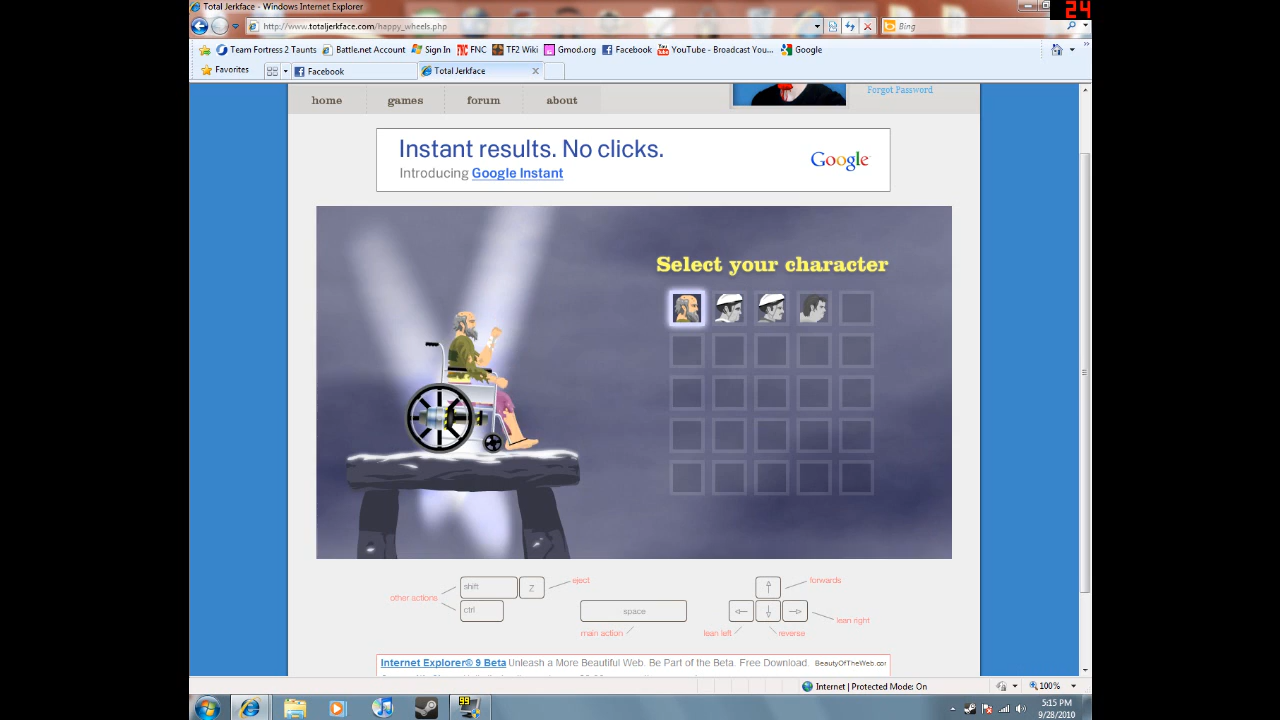 Total Jerkface - Windows Internet Explorer
24
http://www.totaljerkface.com/happy_wheels.php
Bing
Team Fortress 2 Taunts
Battle.net Account
Sign In
FNC
TF2 Wiki
Gmod.org
Facebook
YouTube - Broadcast You...
Google
Favorites
Facebook
Total Jerkface
home
games
forum
about
Forgot Password
Instant results. No clicks.
Introducing Google Instant
Google
Select your character
shift
Z
eject
other actions
ctrl
space
main action
forwards
lean left
reverse
lean right
Internet Explorer® 9 Beta Unleash a More Beautiful Web. Be Part of the Beta. Free Download.
BeautyOfTheWeb.cor
Internet | Protected Mode: On
100%
99
5:15 PM
9/28/2010